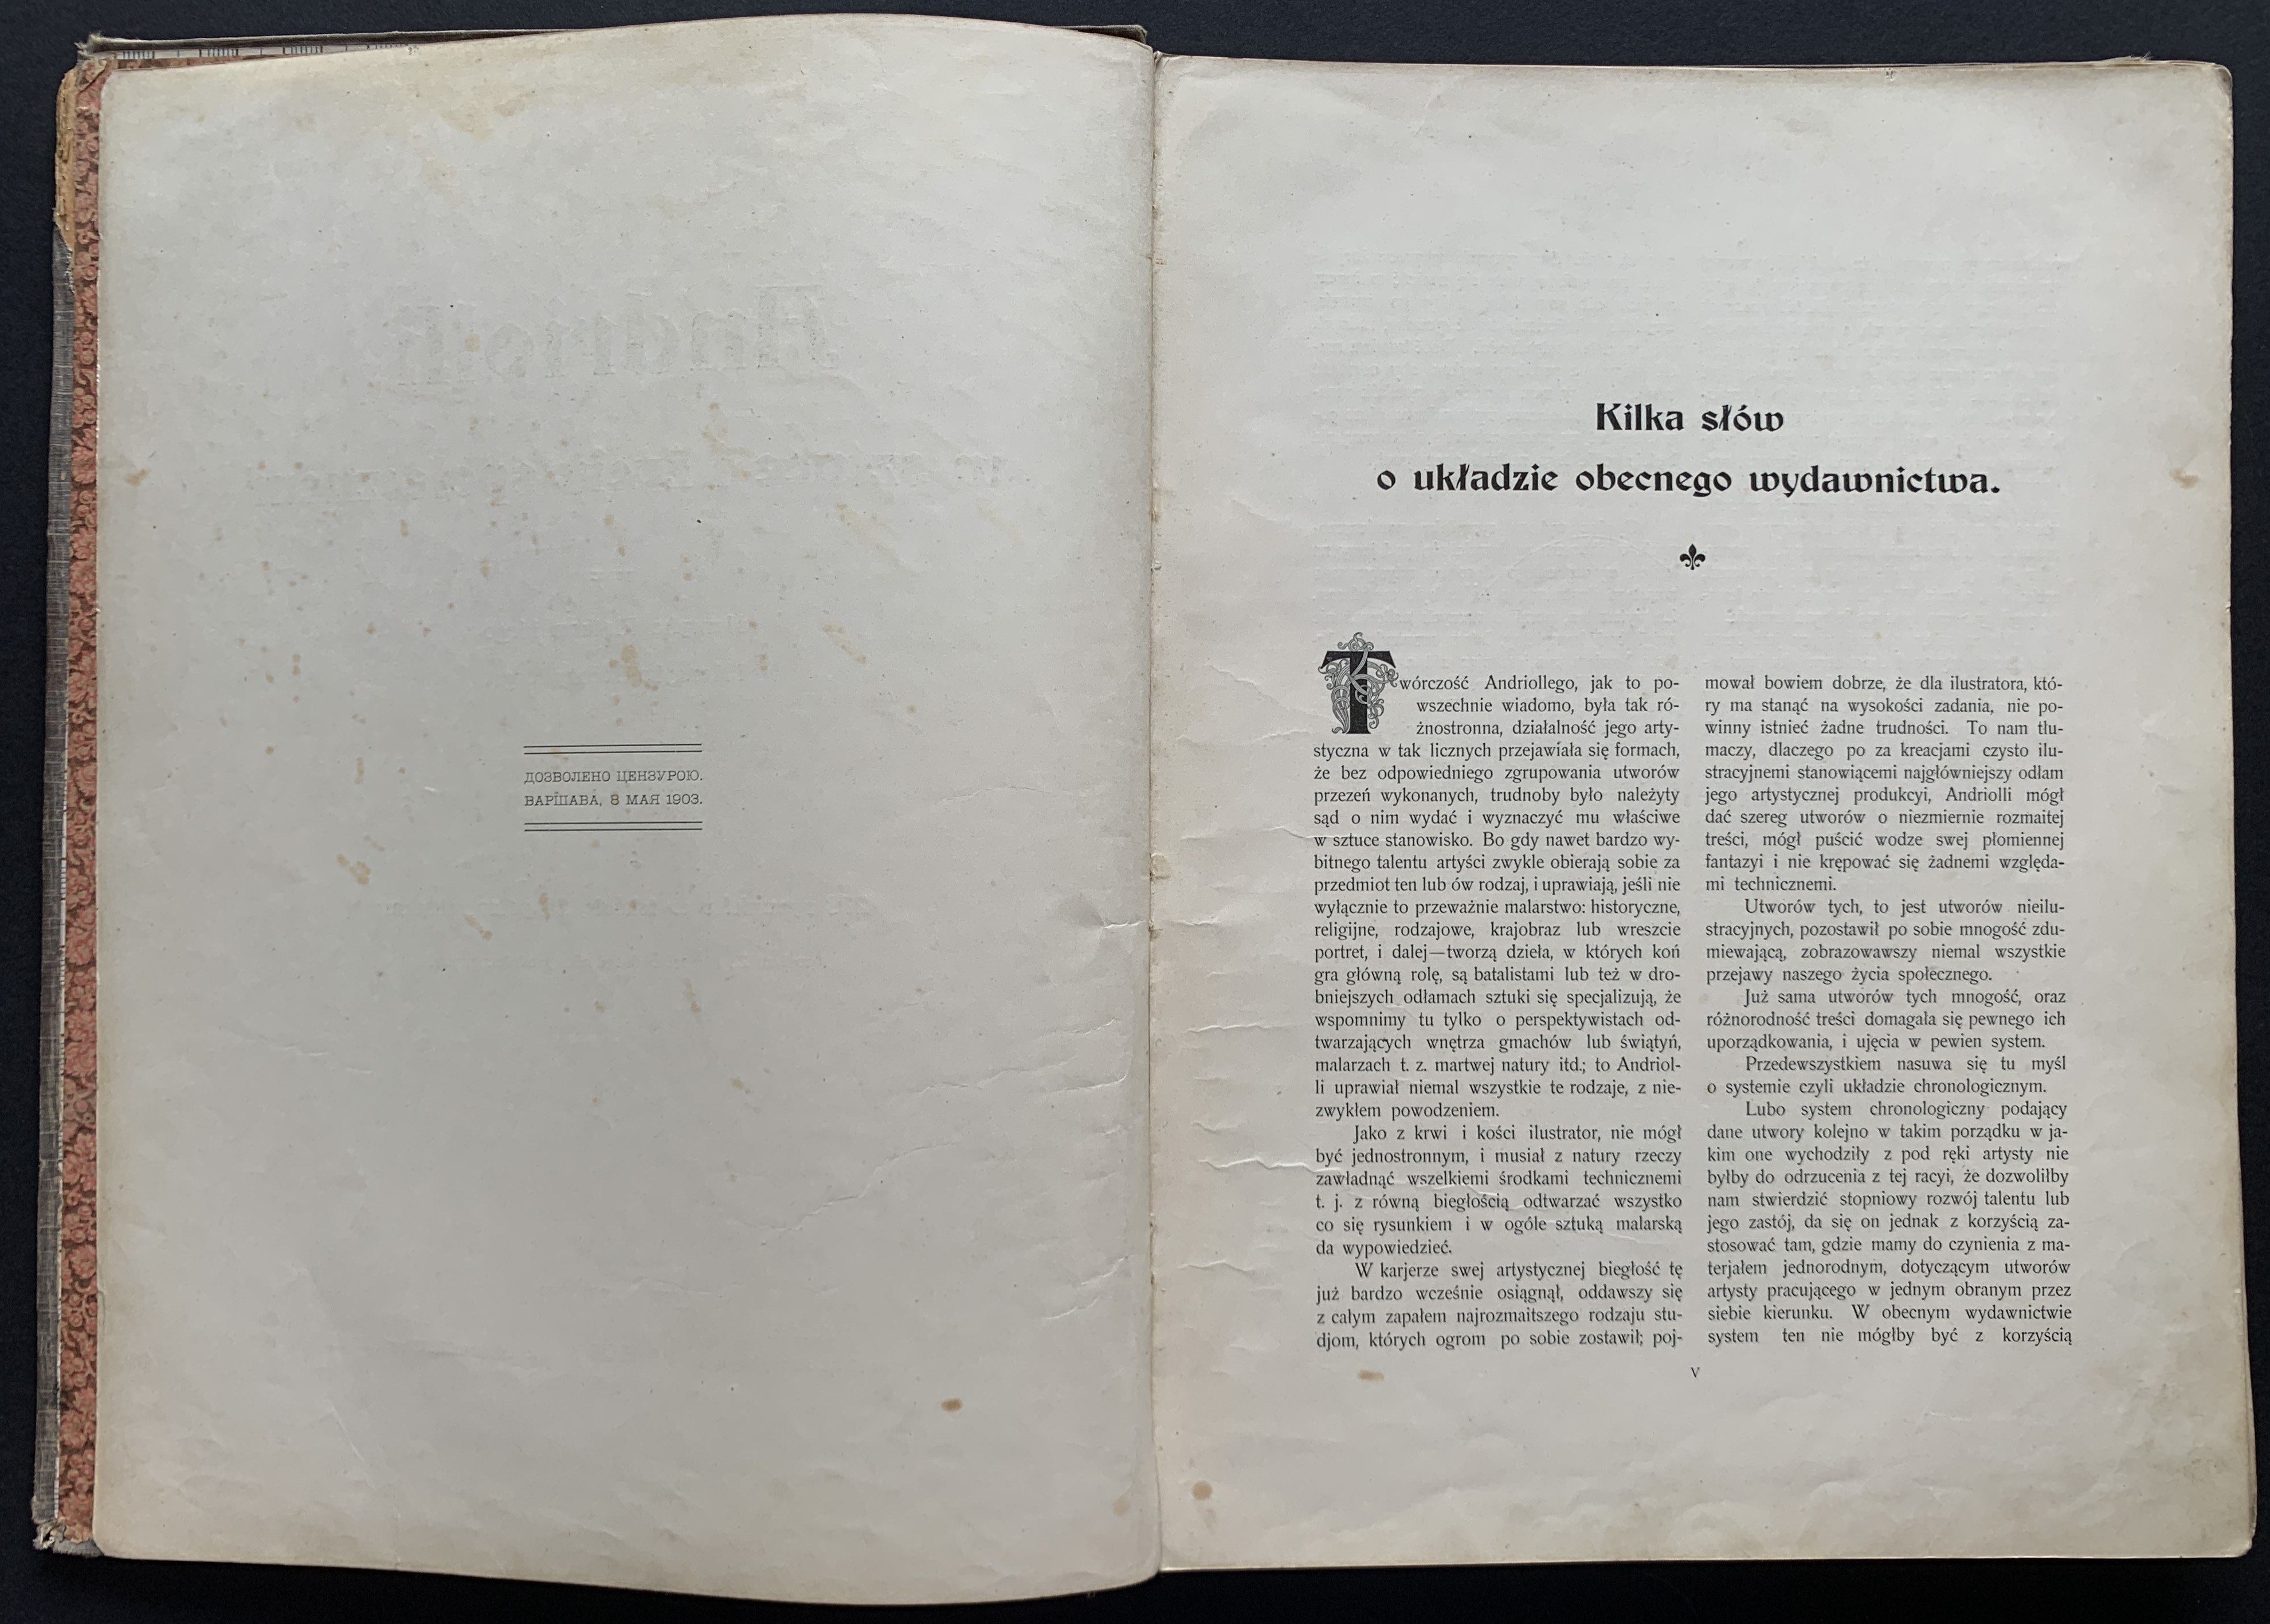 ДОЗВОЛЕНО ЦЕНЗУРОЮ.
ВАРШАВА, 8 МАЯ 1903.
Kilka słów
o układzie obecnego wydawnictwa.
Twórczość Andriollego, jak to po-
wszechnie wiadomo, była tak ró-
żnostronna, działalność jego arty-
styczna w tak licznych przejawiała się formach,
że bez odpowiedniego zgrupowania utworów
przezeń wykonanych, trudnoby było należyty
sąd o nim wydać i wyznaczyć mu właściwe
w sztuce stanowisko. Bo gdy nawet bardzo wy-
bitnego talentu artyści zwykle obierają sobie za
przedmiot ten lub ów rodzaj, i uprawiają, jeśli nie
wyłącznie to przeważnie malarstwo: historyczne,
religijne, rodzajowe, krajobraz lub wreszcie
portret, i dalej—tworzą dzieła, w których koń
gra główną rolę, są batalistami lub też w dro-
bniejszych odłamach sztuki się specjalizują, że
wspomnimy tu tylko o perspektywistach od-
twarzających wnętrza gmachów lub świątyń,
malarzach t. z. martwej natury itd.; to Andriol-
li uprawiał niemal wszystkie te rodzaje, z nie-
zwykłem powodzeniem.
Jako z krwi i kości ilustrator, nie mógł
być jednostronnym, i musiał z natury rzeczy
zawładnąć wszelkiemi środkami technicznemi
t. j. z równą biegłością odtwarzać wszystko
co się rysunkiem i w ogóle sztuką malarską
da wypowiedzieć.
W karjerze swej artystycznej biegłość tę
już bardzo wcześnie osiągnął, oddawszy się
z całym zapałem najrozmaitszego rodzaju stu-
djom, których ogrom po sobie zostawił; poj-
mował bowiem dobrze, że dla ilustratora, któ-
ry ma stanąć na wysokości zadania, nie po-
winny istnieć żadne trudności. To nam tłu-
maczy, dlaczego po za kreacjami czysto ilu-
stracyjnemi stanowiącemi najgłówniejszy odłam
jego artystycznej produkcyi, Andriolli mógł
dać szereg utworów o niezmiernie rozmaitej
treści, mógł puścić wodze swej płomiennej
fantazyi i nie krępować się żadnemi względa-
mi technicznemi.
Utworów tych, to jest utworów nieilu-
stracyjnych, pozostawił po sobie mnogość zdu-
miewającą, zobrazowawszy niemal wszystkie
przejawy naszego życia społecznego.
Już sama utworów tych mnogość, oraz
różnorodność treści domagała się pewnego ich
uporządkowania, i ujęcia w pewien system.
Przedewszystkiem nasuwa się tu myśl
o systemie czyli układzie chronologicznym.
Lubo system chronologiczny podający
dane utwory kolejno w takim porządku w ja-
kim one wychodziły z pod ręki artysty nie
byłby do odrzucenia z tej racyi, że dozwoliłby
nam stwierdzić stopniowy rozwój talentu lub
jego zastój, da się on jednak z korzyścią za-
stosować tam, gdzie mamy do czynienia z ma-
terjałem jednorodnym, dotyczącym utworów
artysty pracującego w jednym obranym przez
siebie kierunku. W obecnym wydawnictwie
system ten nie mógłby być z korzyścią
V